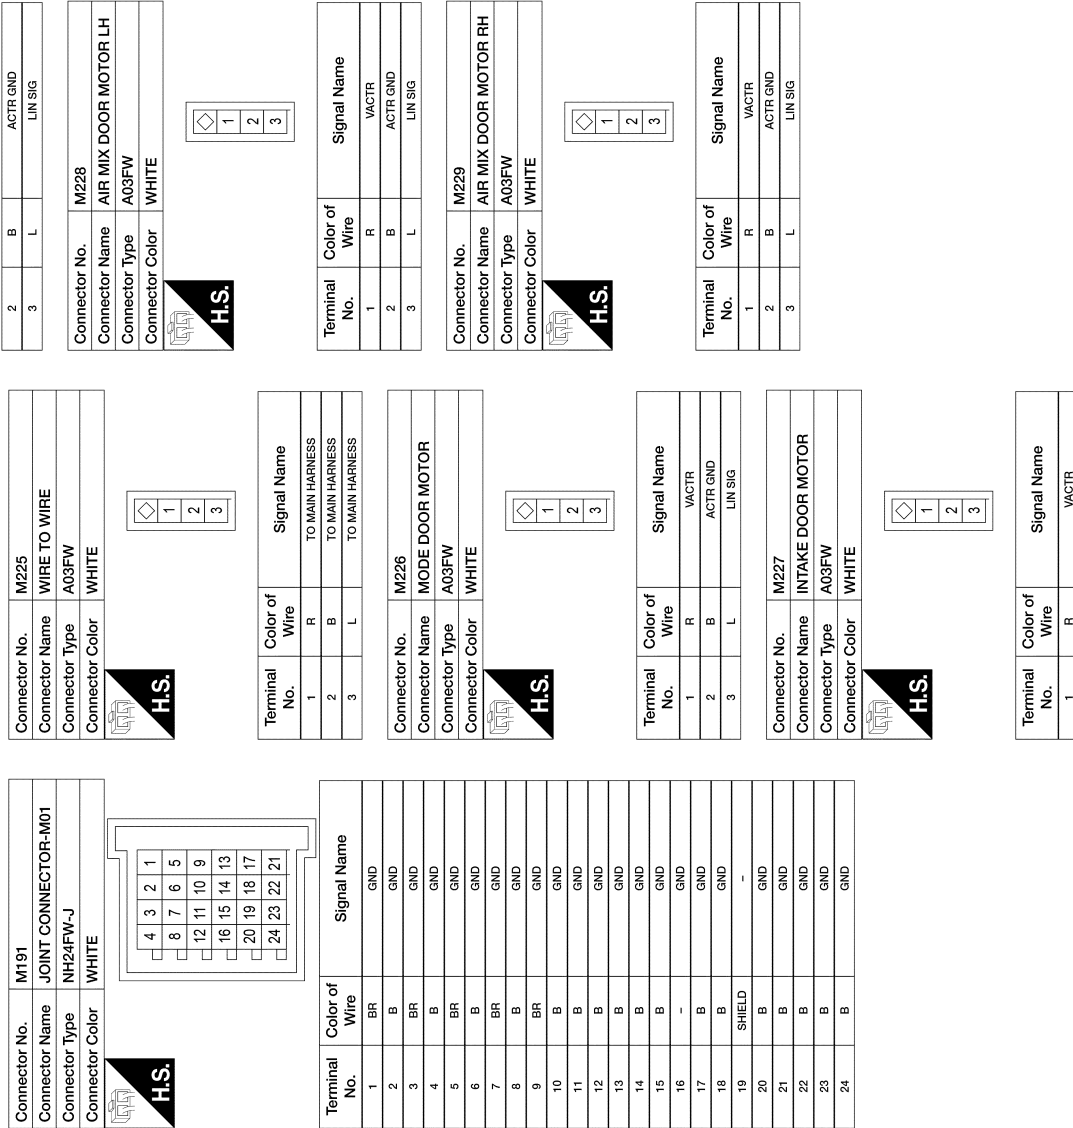 Connector No. M191
Connector Name JOINT CONNECTOR-M01
Connector Type NH24FW-J
Connector Color WHITE
H.S.
4 3 2 1
8 7 6 5
12 11 10 9
16 15 14 13
20 19 18 17
24 23 22 21
Terminal No. Color of Wire Signal Name
1 BR GND
2 B GND
3 BR GND
4 B GND
5 BR GND
6 B GND
7 BR GND
8 B GND
9 BR GND
10 B GND
11 B GND
12 B GND
13 B GND
14 B GND
15 B GND
16 – GND
17 B GND
18 B GND
19 SHIELD –
20 B GND
21 B GND
22 B GND
23 B GND
24 B GND
Connector No. M225
Connector Name WIRE TO WIRE
Connector Type A03FW
Connector Color WHITE
H.S.
1
2
3
Terminal No. Color of Wire Signal Name
1 R TO MAIN HARNESS
2 B TO MAIN HARNESS
3 L TO MAIN HARNESS
Connector No. M226
Connector Name MODE DOOR MOTOR
Connector Type A03FW
Connector Color WHITE
H.S.
1
2
3
Terminal No. Color of Wire Signal Name
1 R VACTR
2 B ACTR GND
3 L LIN SIG
Connector No. M227
Connector Name INTAKE DOOR MOTOR
Connector Type A03FW
Connector Color WHITE
H.S.
1
2
3
Terminal No. Color of Wire Signal Name
1 R VACTR
2 B ACTR GND
3 L LIN SIG
Connector No. M228
Connector Name AIR MIX DOOR MOTOR LH
Connector Type A03FW
Connector Color WHITE
H.S.
1
2
3
Terminal No. Color of Wire Signal Name
1 R VACTR
2 B ACTR GND
3 L LIN SIG
Connector No. M229
Connector Name AIR MIX DOOR MOTOR RH
Connector Type A03FW
Connector Color WHITE
H.S.
1
2
3
Terminal No. Color of Wire Signal Name
1 R VACTR
2 B ACTR GND
3 L LIN SIG